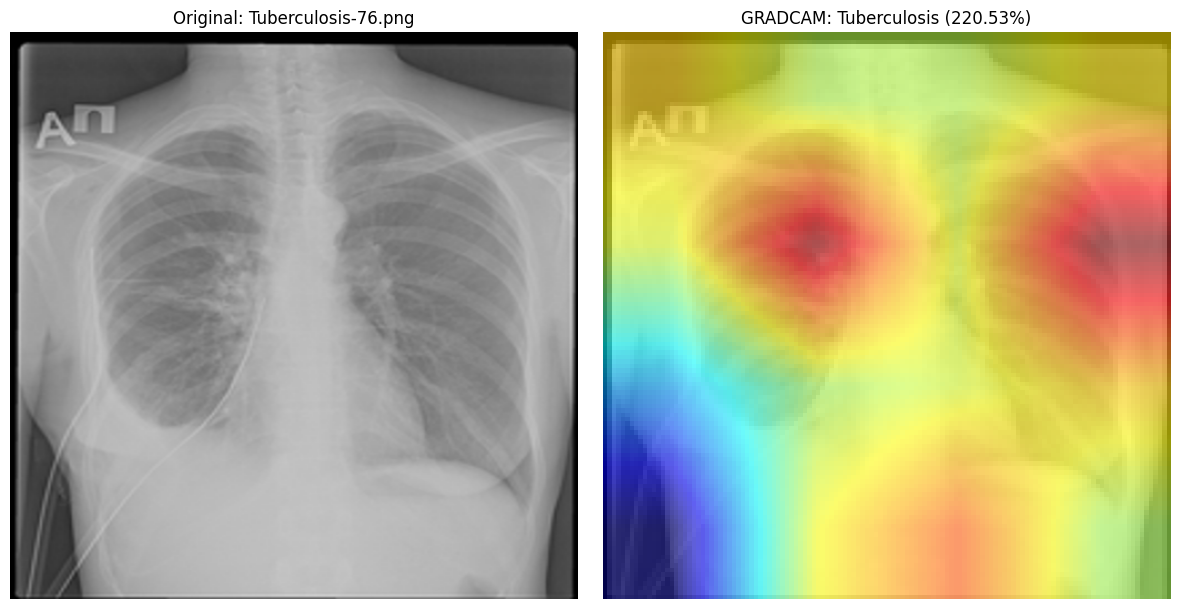 Original: Tuberculosis-76.png
GRADCAM: Tuberculosis (220.53%)
А П
А П